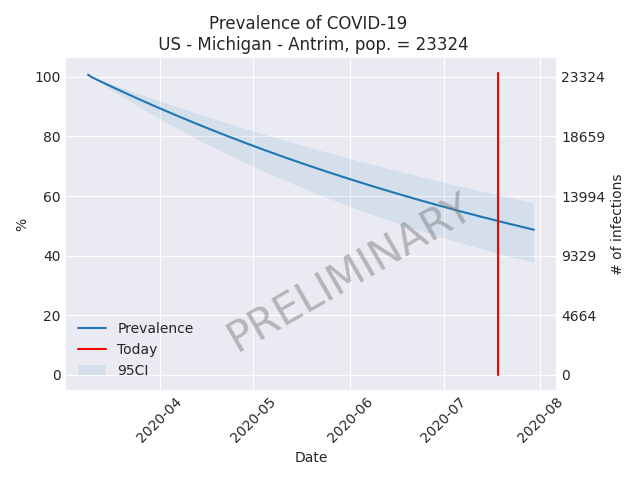 Prevalence of COVID-19
US - Michigan - Antrim, pop. = 23324
100
80
60
40
20
0
%
23324
18659
13994
9329
4664
0
# of infections
PRELIMINARY
Prevalence
Today
95CI
2020-04
2020-05
2020-06
2020-07
2020-08
Date